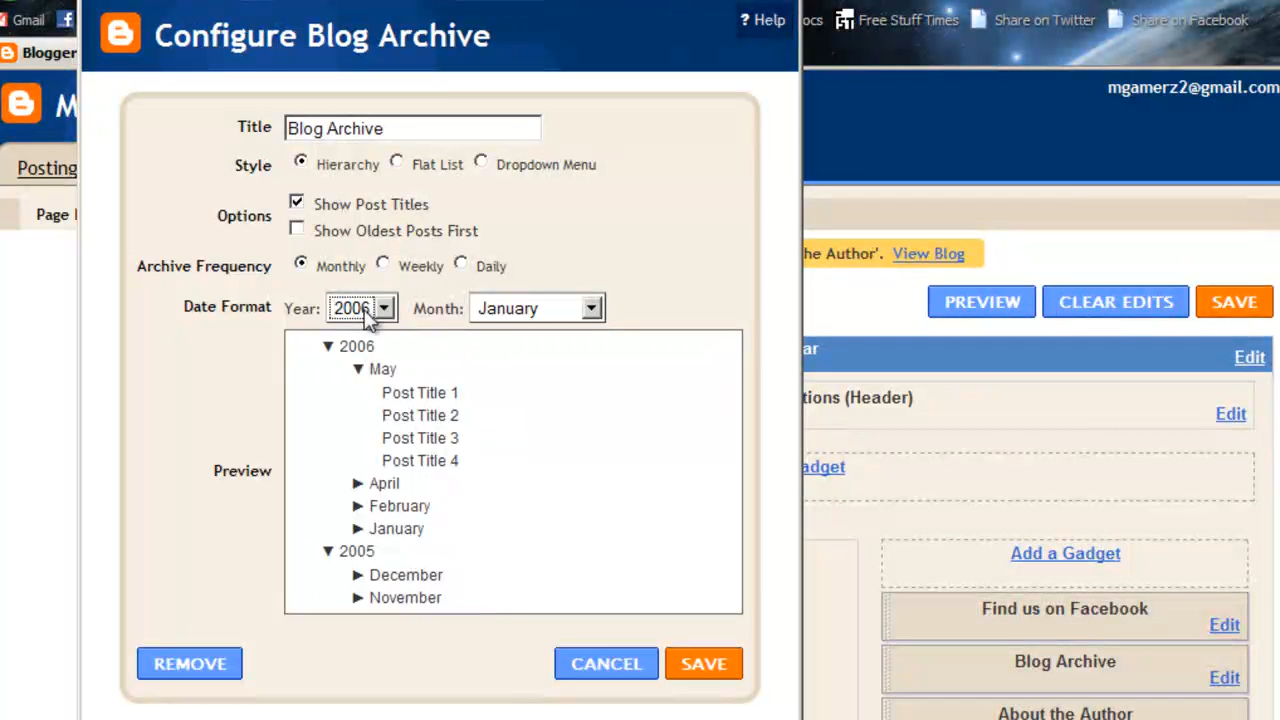 Gmail
Configure Blog Archive
? Help
ocs
Free Stuff Times
Share on Twitter
Share on Facebook
Blogger
M
mgamerz2@gmail.com
Title
Blog Archive
Style
Hierarchy
Flat List
Dropdown Menu
Posting
Options
Show Post Titles
Show Oldest Posts First
Page
he Author'. View Blog
Archive Frequency
Monthly
Weekly
Daily
PREVIEW
CLEAR EDITS
SAVE
Date Format
Year:
2006
Month:
January
2006
May
Post Title 1
Post Title 2
Post Title 3
Post Title 4
April
February
January
2005
December
November
Preview
ar
Edit
tions (Header)
Edit
adget
Add a Gadget
Find us on Facebook
Edit
Blog Archive
Edit
About the Author
REMOVE
CANCEL
SAVE